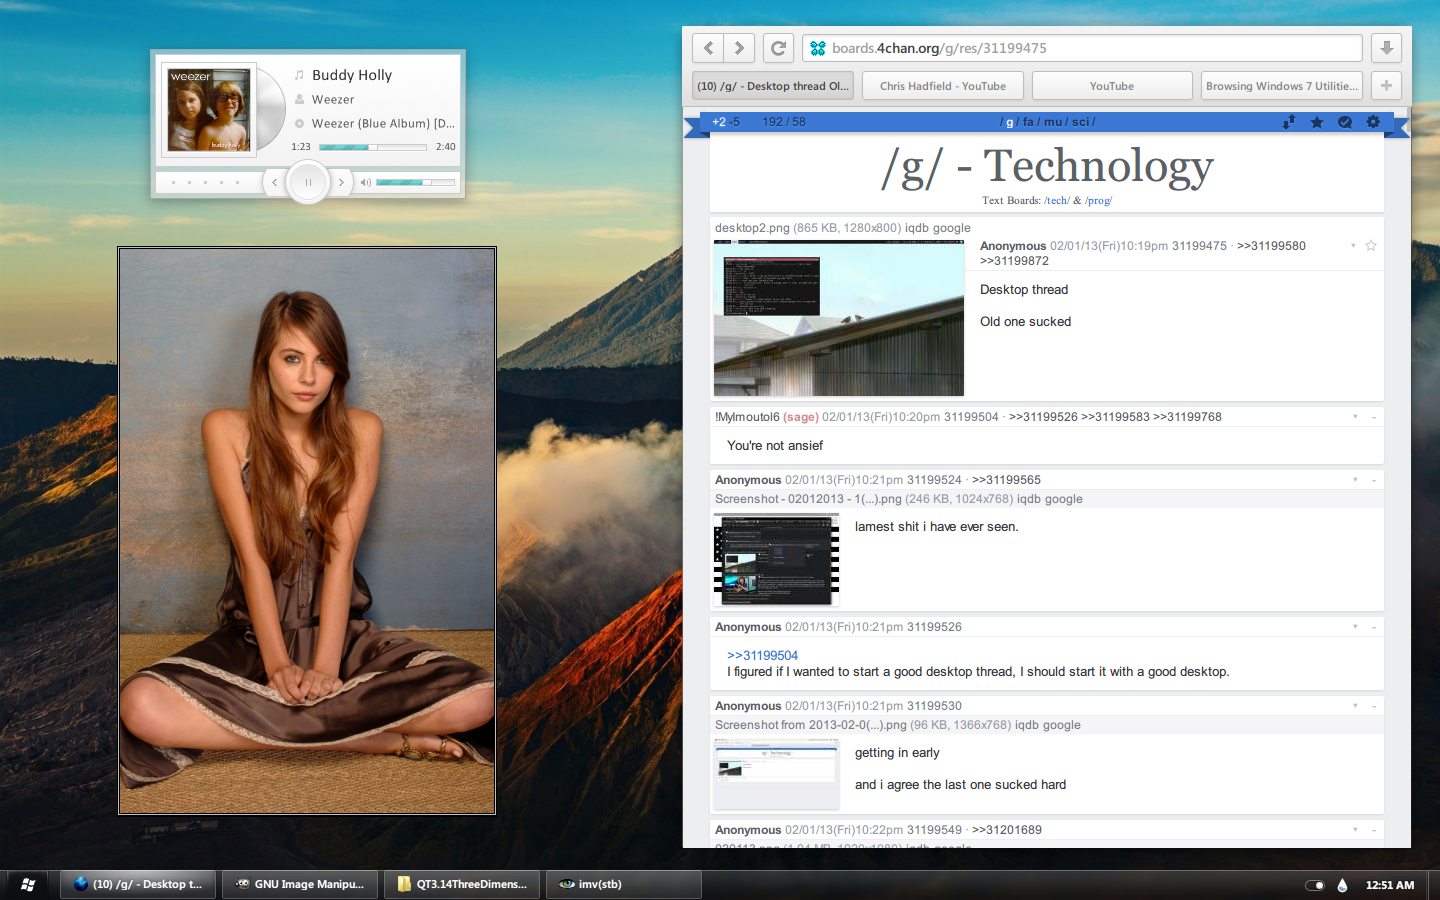 weezer
buddy holly
Buddy Holly
Weezer
Weezer (Blue Album) [D...
1:23
2:40
boards.4chan.org/g/res/31199475
(10) /g/ - Desktop thread Ol...
Chris Hadfield - YouTube
YouTube
Browsing Windows 7 Utilitie...
+2 -5
192 / 58
/ g / fa / mu / sci /
/g/ - Technology
Text Boards: /tech/ & /prog/
desktop2.png (865 KB, 1280x800) iqdb google
Anonymous 02/01/13(Fri)10:19pm 31199475 · >>31199580
>>31199872
Desktop thread
Old one sucked
!MyImoutoI6 (sage) 02/01/13(Fri)10:20pm 31199504 · >>31199526 >>31199583 >>31199768
You're not ansief
Anonymous 02/01/13(Fri)10:21pm 31199524 · >>31199565
Screenshot - 02012013 - 1(...).png (246 KB, 1024x768) iqdb google
lamest shit i have ever seen.
Anonymous 02/01/13(Fri)10:21pm 31199526
>>31199504
I figured if I wanted to start a good desktop thread, I should start it with a good desktop.
Anonymous 02/01/13(Fri)10:21pm 31199530
Screenshot from 2013-02-0(...).png (96 KB, 1366x768) iqdb google
/g/ - Technology
getting in early
and i agree the last one sucked hard
Anonymous 02/01/13(Fri)10:22pm 31199549 · >>31201689
(10) /g/ - Desktop t...
GNU Image Manipu...
QT3.14ThreeDimens...
imv(stb)
12:51 AM